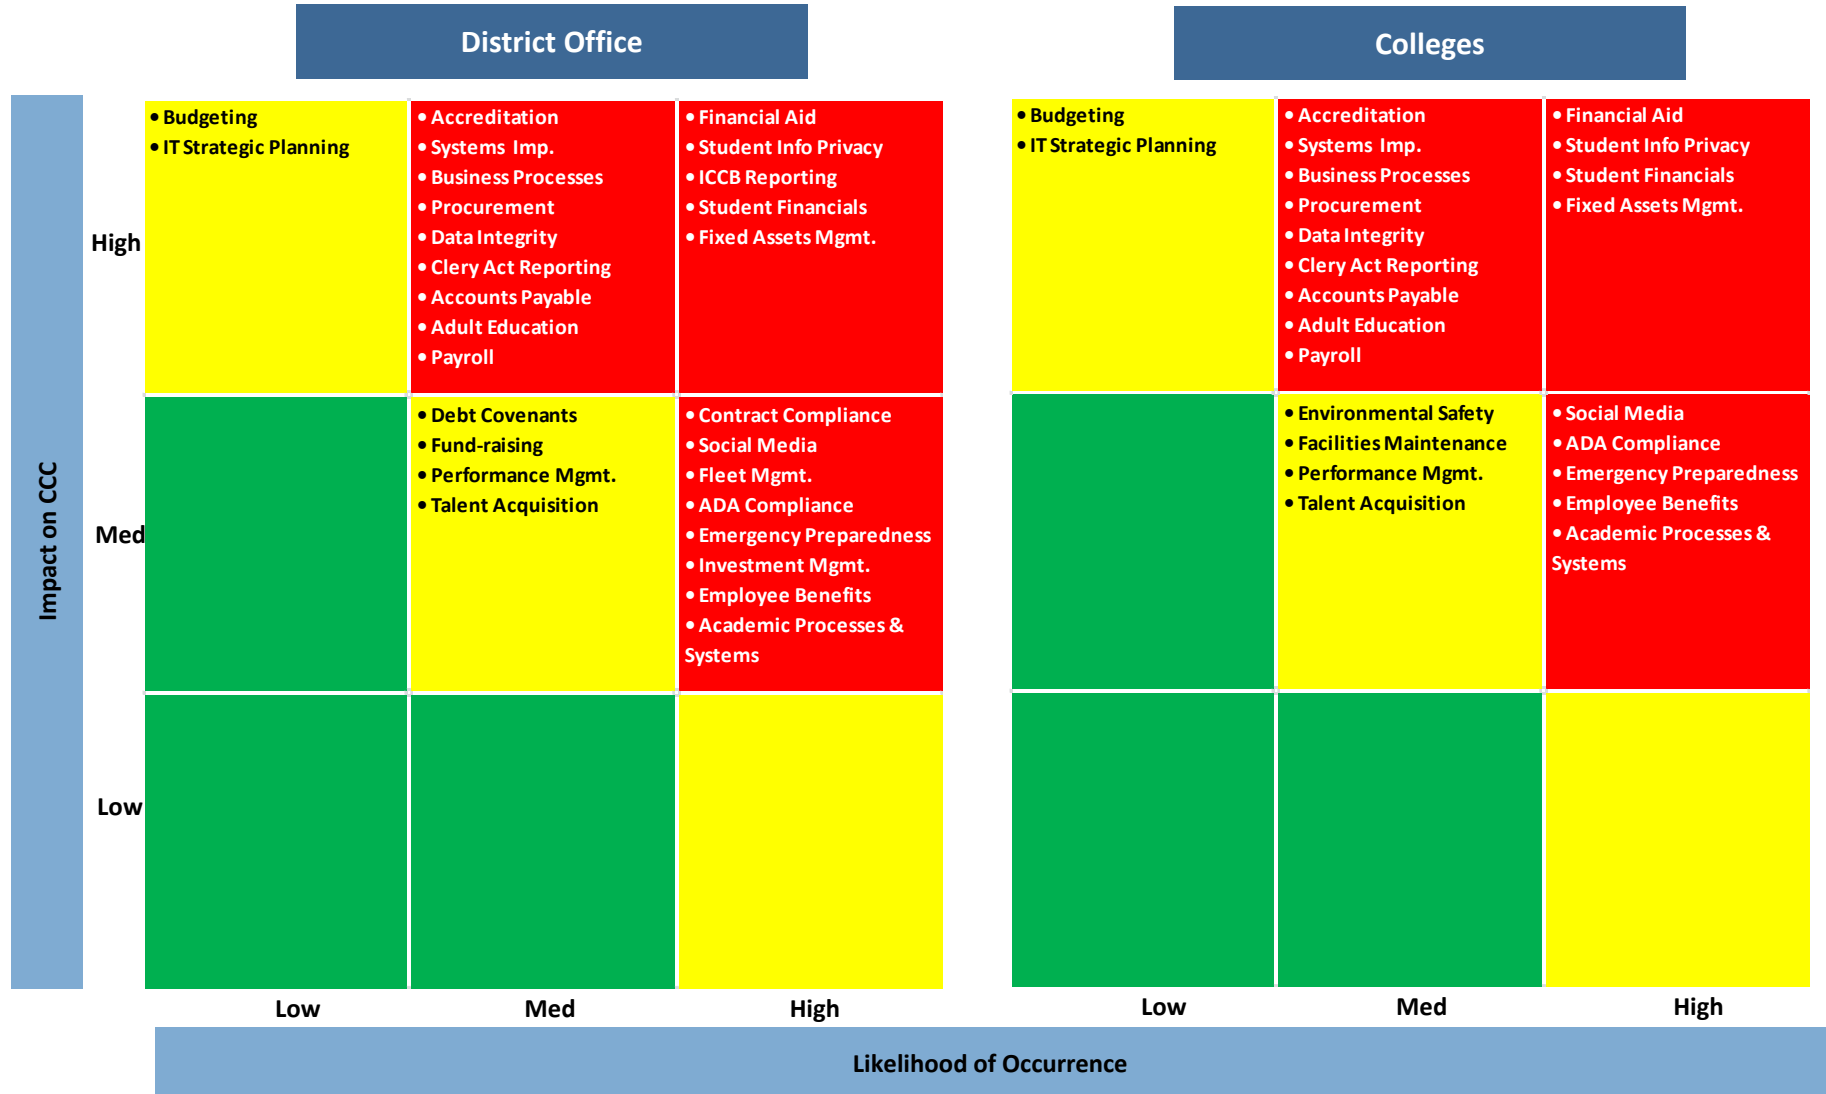 District Office
Colleges
Impact on CCC
High
• Budgeting
• IT Strategic Planning
• Accreditation
• Systems Imp.
• Business Processes
• Procurement
• Data Integrity
• Clery Act Reporting
• Accounts Payable
• Adult Education
• Payroll
• Financial Aid
• Student Info Privacy
• ICCB Reporting
• Student Financials
• Fixed Assets Mgmt.
• Budgeting
• IT Strategic Planning
• Accreditation
• Systems Imp.
• Business Processes
• Procurement
• Data Integrity
• Clery Act Reporting
• Accounts Payable
• Adult Education
• Payroll
• Financial Aid
• Student Info Privacy
• Student Financials
• Fixed Assets Mgmt.
Med
• Debt Covenants
• Fund-raising
• Performance Mgmt.
• Talent Acquisition
• Contract Compliance
• Social Media
• Fleet Mgmt.
• ADA Compliance
• Emergency Preparedness
• Investment Mgmt.
• Employee Benefits
• Academic Processes &
Systems
• Environmental Safety
• Facilities Maintenance
• Performance Mgmt.
• Talent Acquisition
• Social Media
• ADA Compliance
• Emergency Preparedness
• Employee Benefits
• Academic Processes &
Systems
Low
Low
Med
High
Low
Med
High
Likelihood of Occurrence